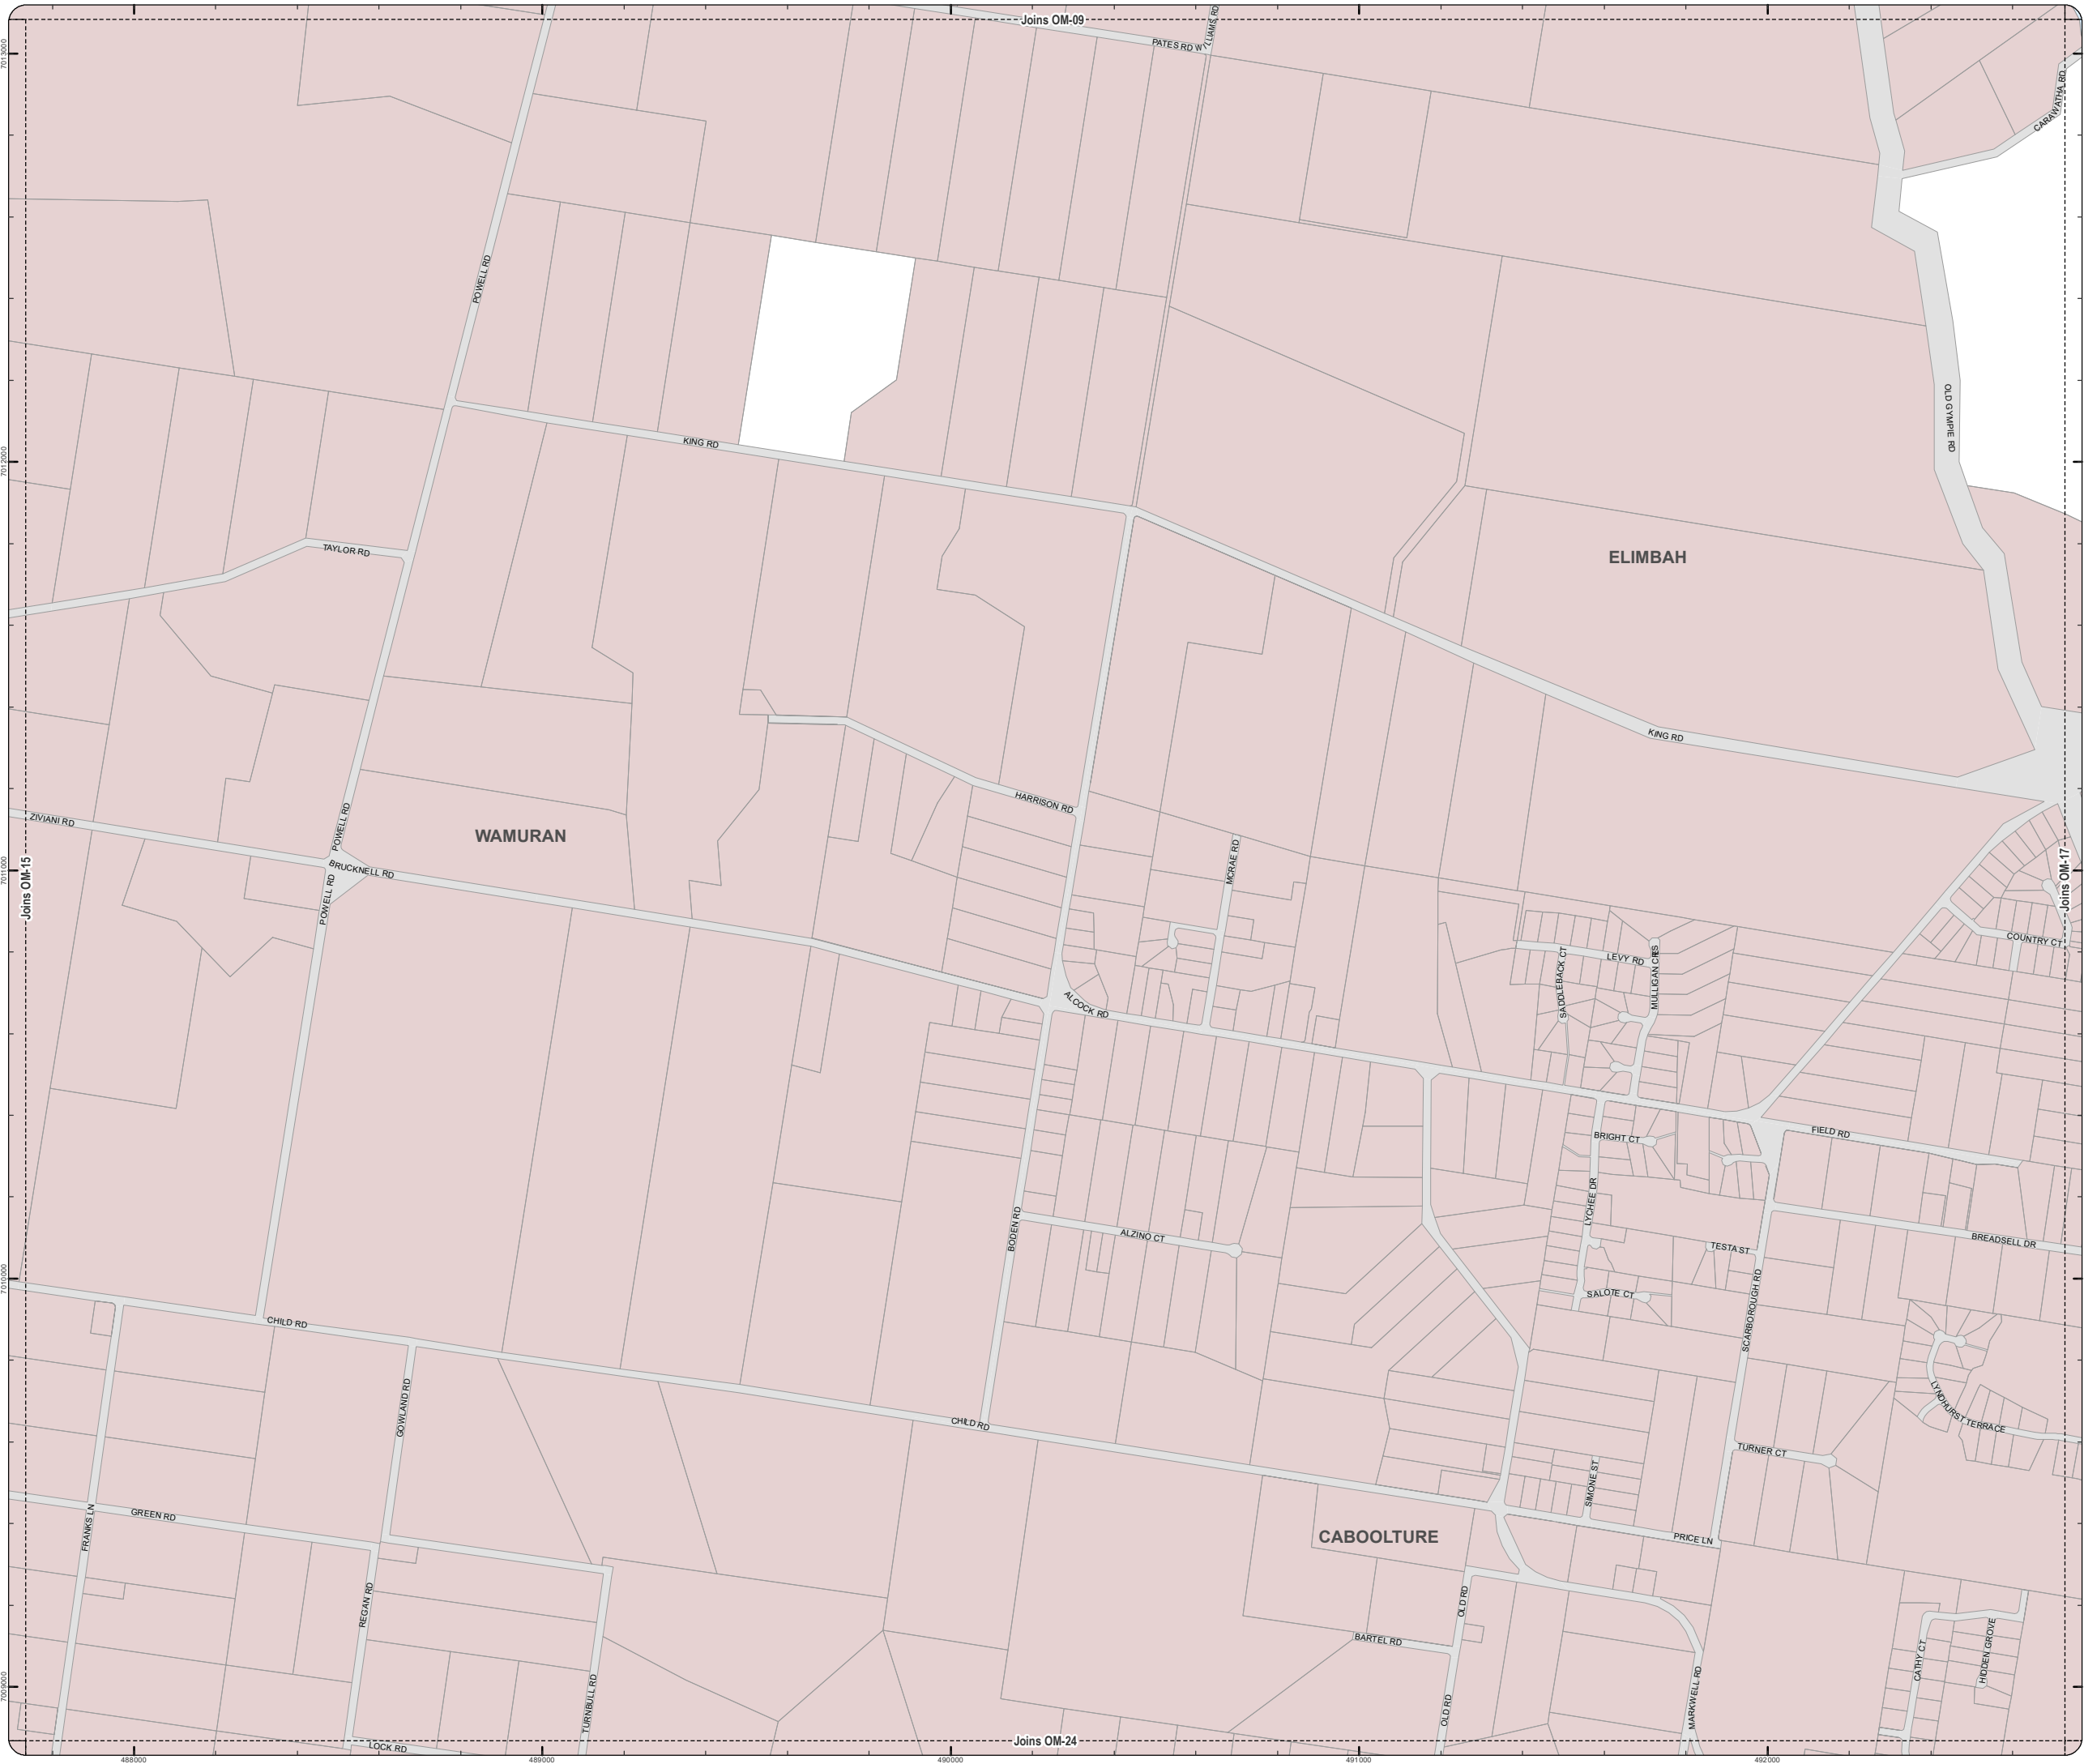 Joins OM-09
PATES RD
WILLIAMS RD
CARAWATHA RD
7013000
POWELL RD
OLD GYMPIE RD
KING RD
7012000
TAYLOR RD
ELIMBAH
KING RD
HARRISON RD
ZIVIANI RD
POWELL RD
WAMURAN
MCRAE RD
BRUCKNELL RD
7011000
Joins OM-15
Joins OM-17
POWELL RD
COUNTRY CT
LEVY RD
SADDLEBACK CT
MULLIGAN CRES
ALCOCK RD
FIELD RD
BRIGHT CT
LYCHEE DR
BODEN RD
ALZINO CT
TESTA ST
BREADSELL DR
7010000
SALOTE CT
SCARBOROUGH RD
CHILD RD
GOWLAND RD
CHILD RD
LYNDHURST TERRACE
TURNER CT
SIMONE ST
GREEN RD
FRANKS LN
CABOOLTURE
PRICE LN
REGAN RD
OLD RD
BARTEL RD
HIDDEN GROVE
CATHY CT
7009000
TURNBULL RD
OLD RD
MARKWELL RD
LOCK RD
Joins OM-24
488000
489000
490000
491000
492000